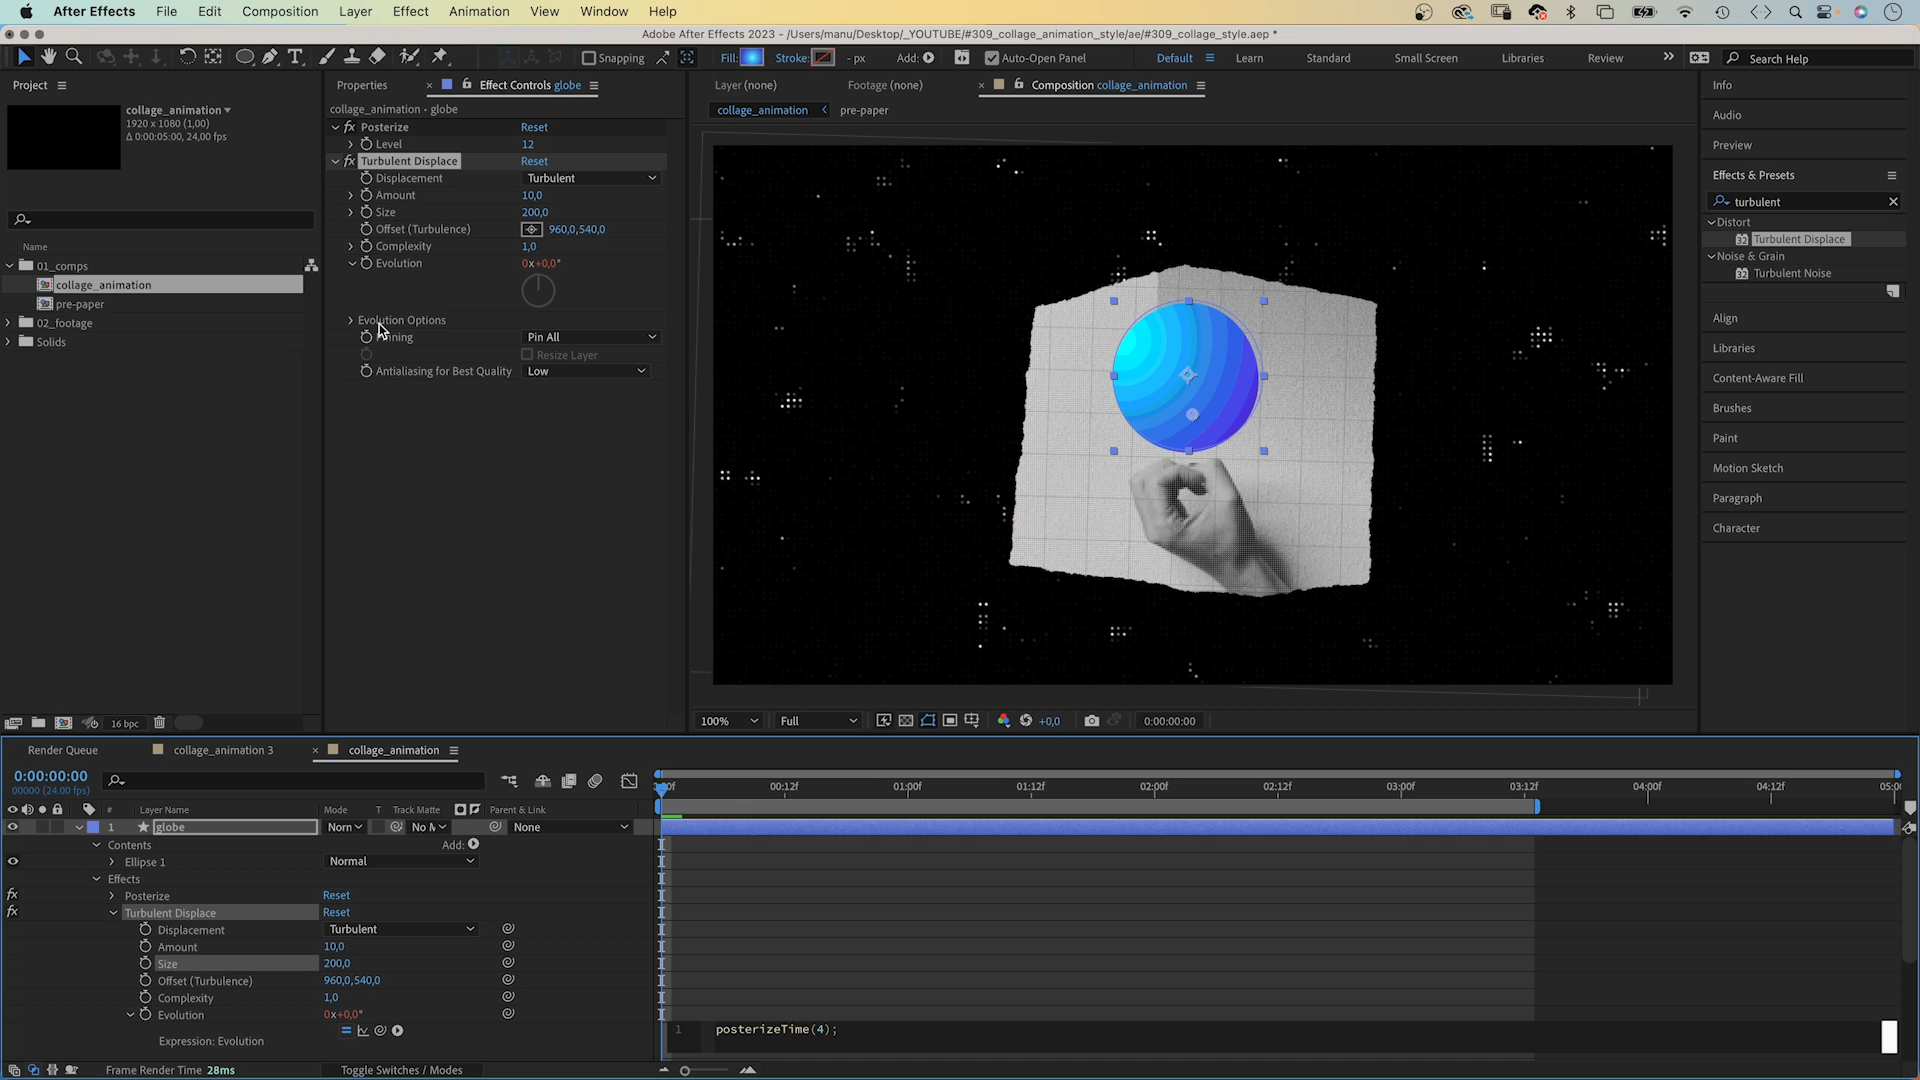 After Effects File Edit Composition Layer Effect Animation View Window Help
Adobe After Effects 2023 - /Users/manu/Desktop/_YOUTUBE/#309_collage_animation_style/ae/#309_collage_style.aep *
Snapping Fill: Stroke: - px Add: Auto-Open Panel Default Learn Standard Small Screen Libraries Review Search Help
Project
collage_animation
1920 x 1080 (1,00)
Δ 0:00:05:00, 24,00 fps
Name
01_comps
collage_animation
pre-paper
02_footage
Solids
16 bpc
Properties Effect Controls globe
collage_animation • globe
fx Posterize Reset
Level 12
fx Turbulent Displace Reset
Displacement Turbulent
Amount 10,0
Size 200,0
Offset (Turbulence) 960,0,540,0
Complexity 1,0
Evolution 0x+0,0°
Evolution Options
Pin All
Resize Layer
Antialiasing for Best Quality Low
Layer (none) Footage (none) Composition collage_animation
collage_animation pre-paper
100% Full +0,0 0:00:00:00
Info
Audio
Preview
Effects & Presets
turbulent
Distort
32 Turbulent Displace
Noise & Grain
32 Turbulent Noise
Align
Libraries
Content-Aware Fill
Brushes
Paint
Motion Sketch
Paragraph
Character
Render Queue collage_animation 3 collage_animation
0:00:00:00
00000 (24.00 fps)
00:12f 01:00f 01:12f 02:00f 02:12f 03:00f 03:12f 04:00f 04:12f
# Layer Name Mode T Track Matte Parent & Link
1 globe None
Contents Add:
Ellipse 1 Normal
Effects
fx Posterize Reset
fx Turbulent Displace Reset
Displacement Turbulent
Amount 10,0
Size 200,0
Offset (Turbulence) 960,0,540,0
Complexity 1,0
Evolution 0x+0,0°
1 posterizeTime(4);
Expression: Evolution
Frame Render Time 28ms Toggle Switches / Modes